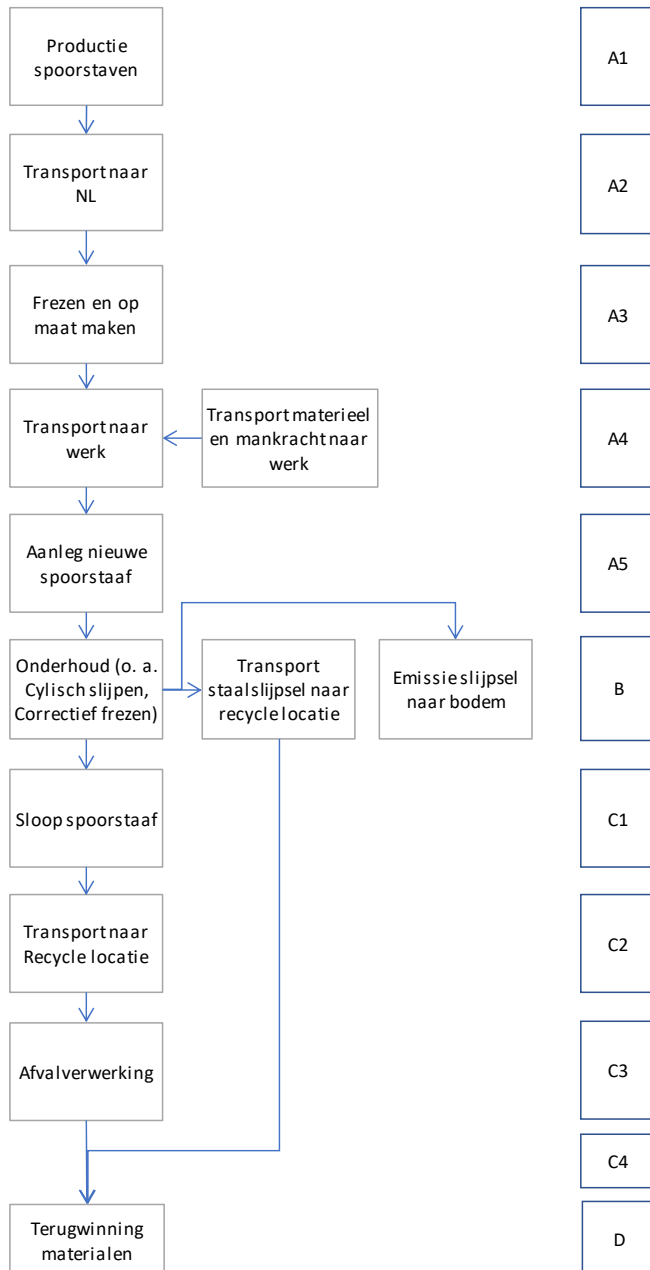 Productie
spoorstaven
A1
Transport naar
NL
A2
Frezen en op
maat maken
A3
Transport naar
werk
Transport materieel
en mankracht naar
werk
A4
Aanleg nieuwe
spoorstaaf
A5
Onderhoud (o. a.
Cylisch slijpen,
Correctief frezen)
Transport
staalslijpsel naar
recycle locatie
Emissie slijpsel
naar bodem
B
Sloop spoorstaaf
C1
Transport naar
Recycle locatie
C2
Afvalverwerking
C3
C4
Terugwinning
materialen
D